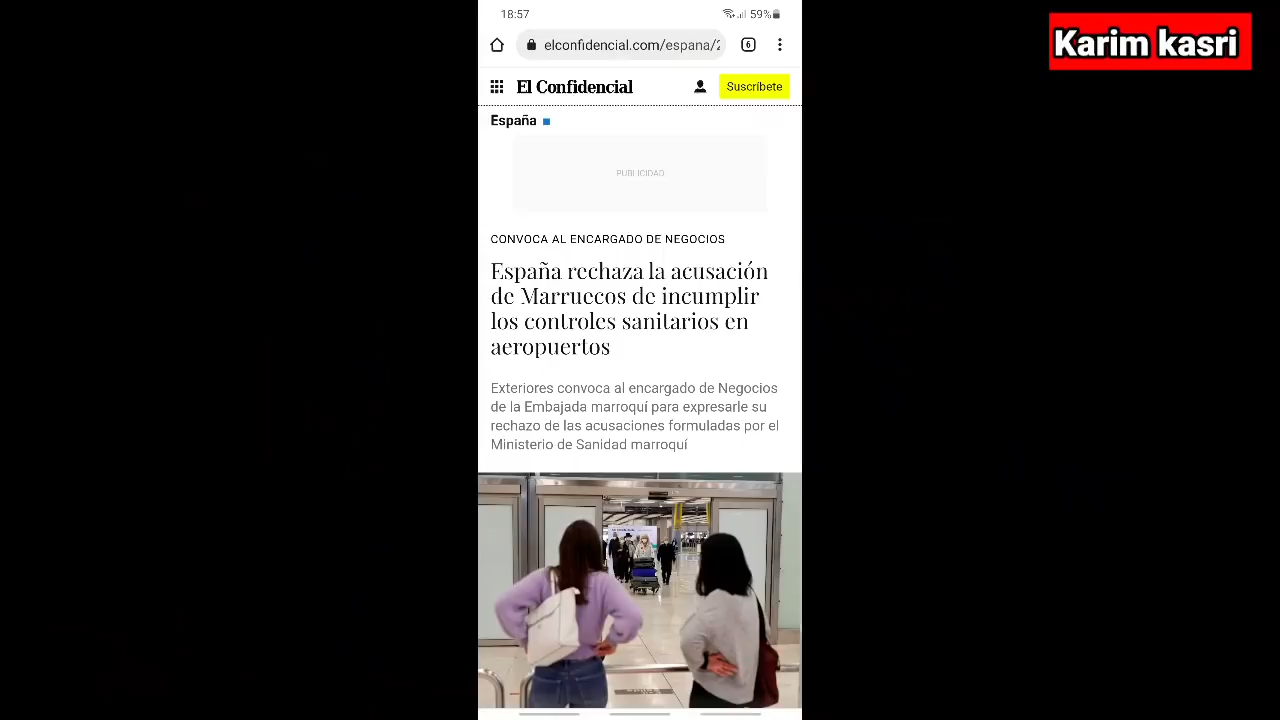 18:57
59%
Karim kasri
elconfidencial.com/espana/2
6
El Confidencial
Suscríbete
España
PUBLICIDAD
CONVOCA AL ENCARGADO DE NEGOCIOS
España rechaza la acusación
de Marruecos de incumplir
los controles sanitarios en
aeropuertos
Exteriores convoca al encargado de Negocios
de la Embajada marroquí para expresarle su
rechazo de las acusaciones formuladas por el
Ministerio de Sanidad marroquí